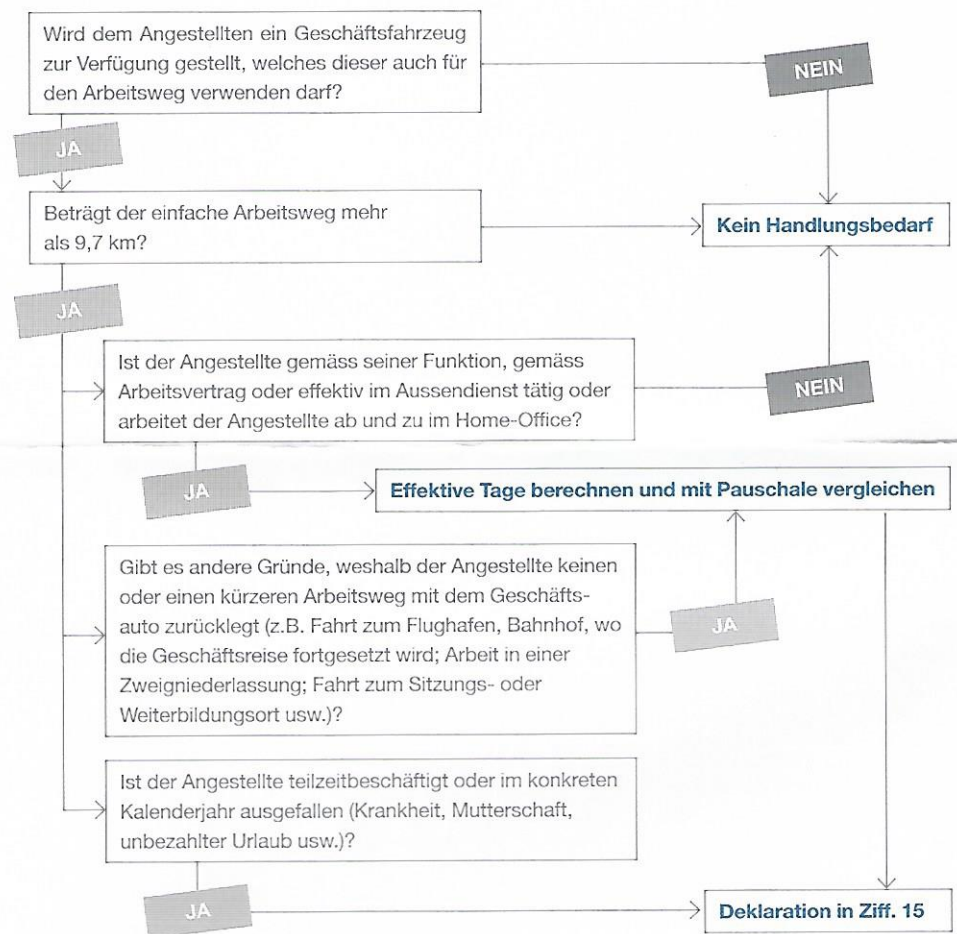 Wird dem Angestellten ein Geschäftsfahrzeug
zur Verfügung gestellt, welches dieser auch für
den Arbeitsweg verwenden darf?
NEIN
JA
Beträgt der einfache Arbeitsweg mehr
als 9,7 km?
Kein Handlungsbedarf
JA
Ist der Angestellte gemäss seiner Funktion, gemäss
Arbeitsvertrag oder effektiv im Aussendienst tätig oder
arbeitet der Angestellte ab und zu im Home-Office?
NEIN
JA
Effektive Tage berechnen und mit Pauschale vergleichen
Gibt es andere Gründe, weshalb der Angestellte keinen
oder einen kürzeren Arbeitsweg mit dem Geschäfts-
auto zurücklegt (z.B. Fahrt zum Flughafen, Bahnhof, wo
die Geschäftsreise fortgesetzt wird; Arbeit in einer
Zweigniederlassung; Fahrt zum Sitzungs- oder
Weiterbildungsort usw.)?
JA
Ist der Angestellte teilzeitbeschäftigt oder im konkreten
Kalenderjahr ausgefallen (Krankheit, Mutterschaft,
unbezahlter Urlaub usw.)?
JA
Deklaration in Ziff. 15